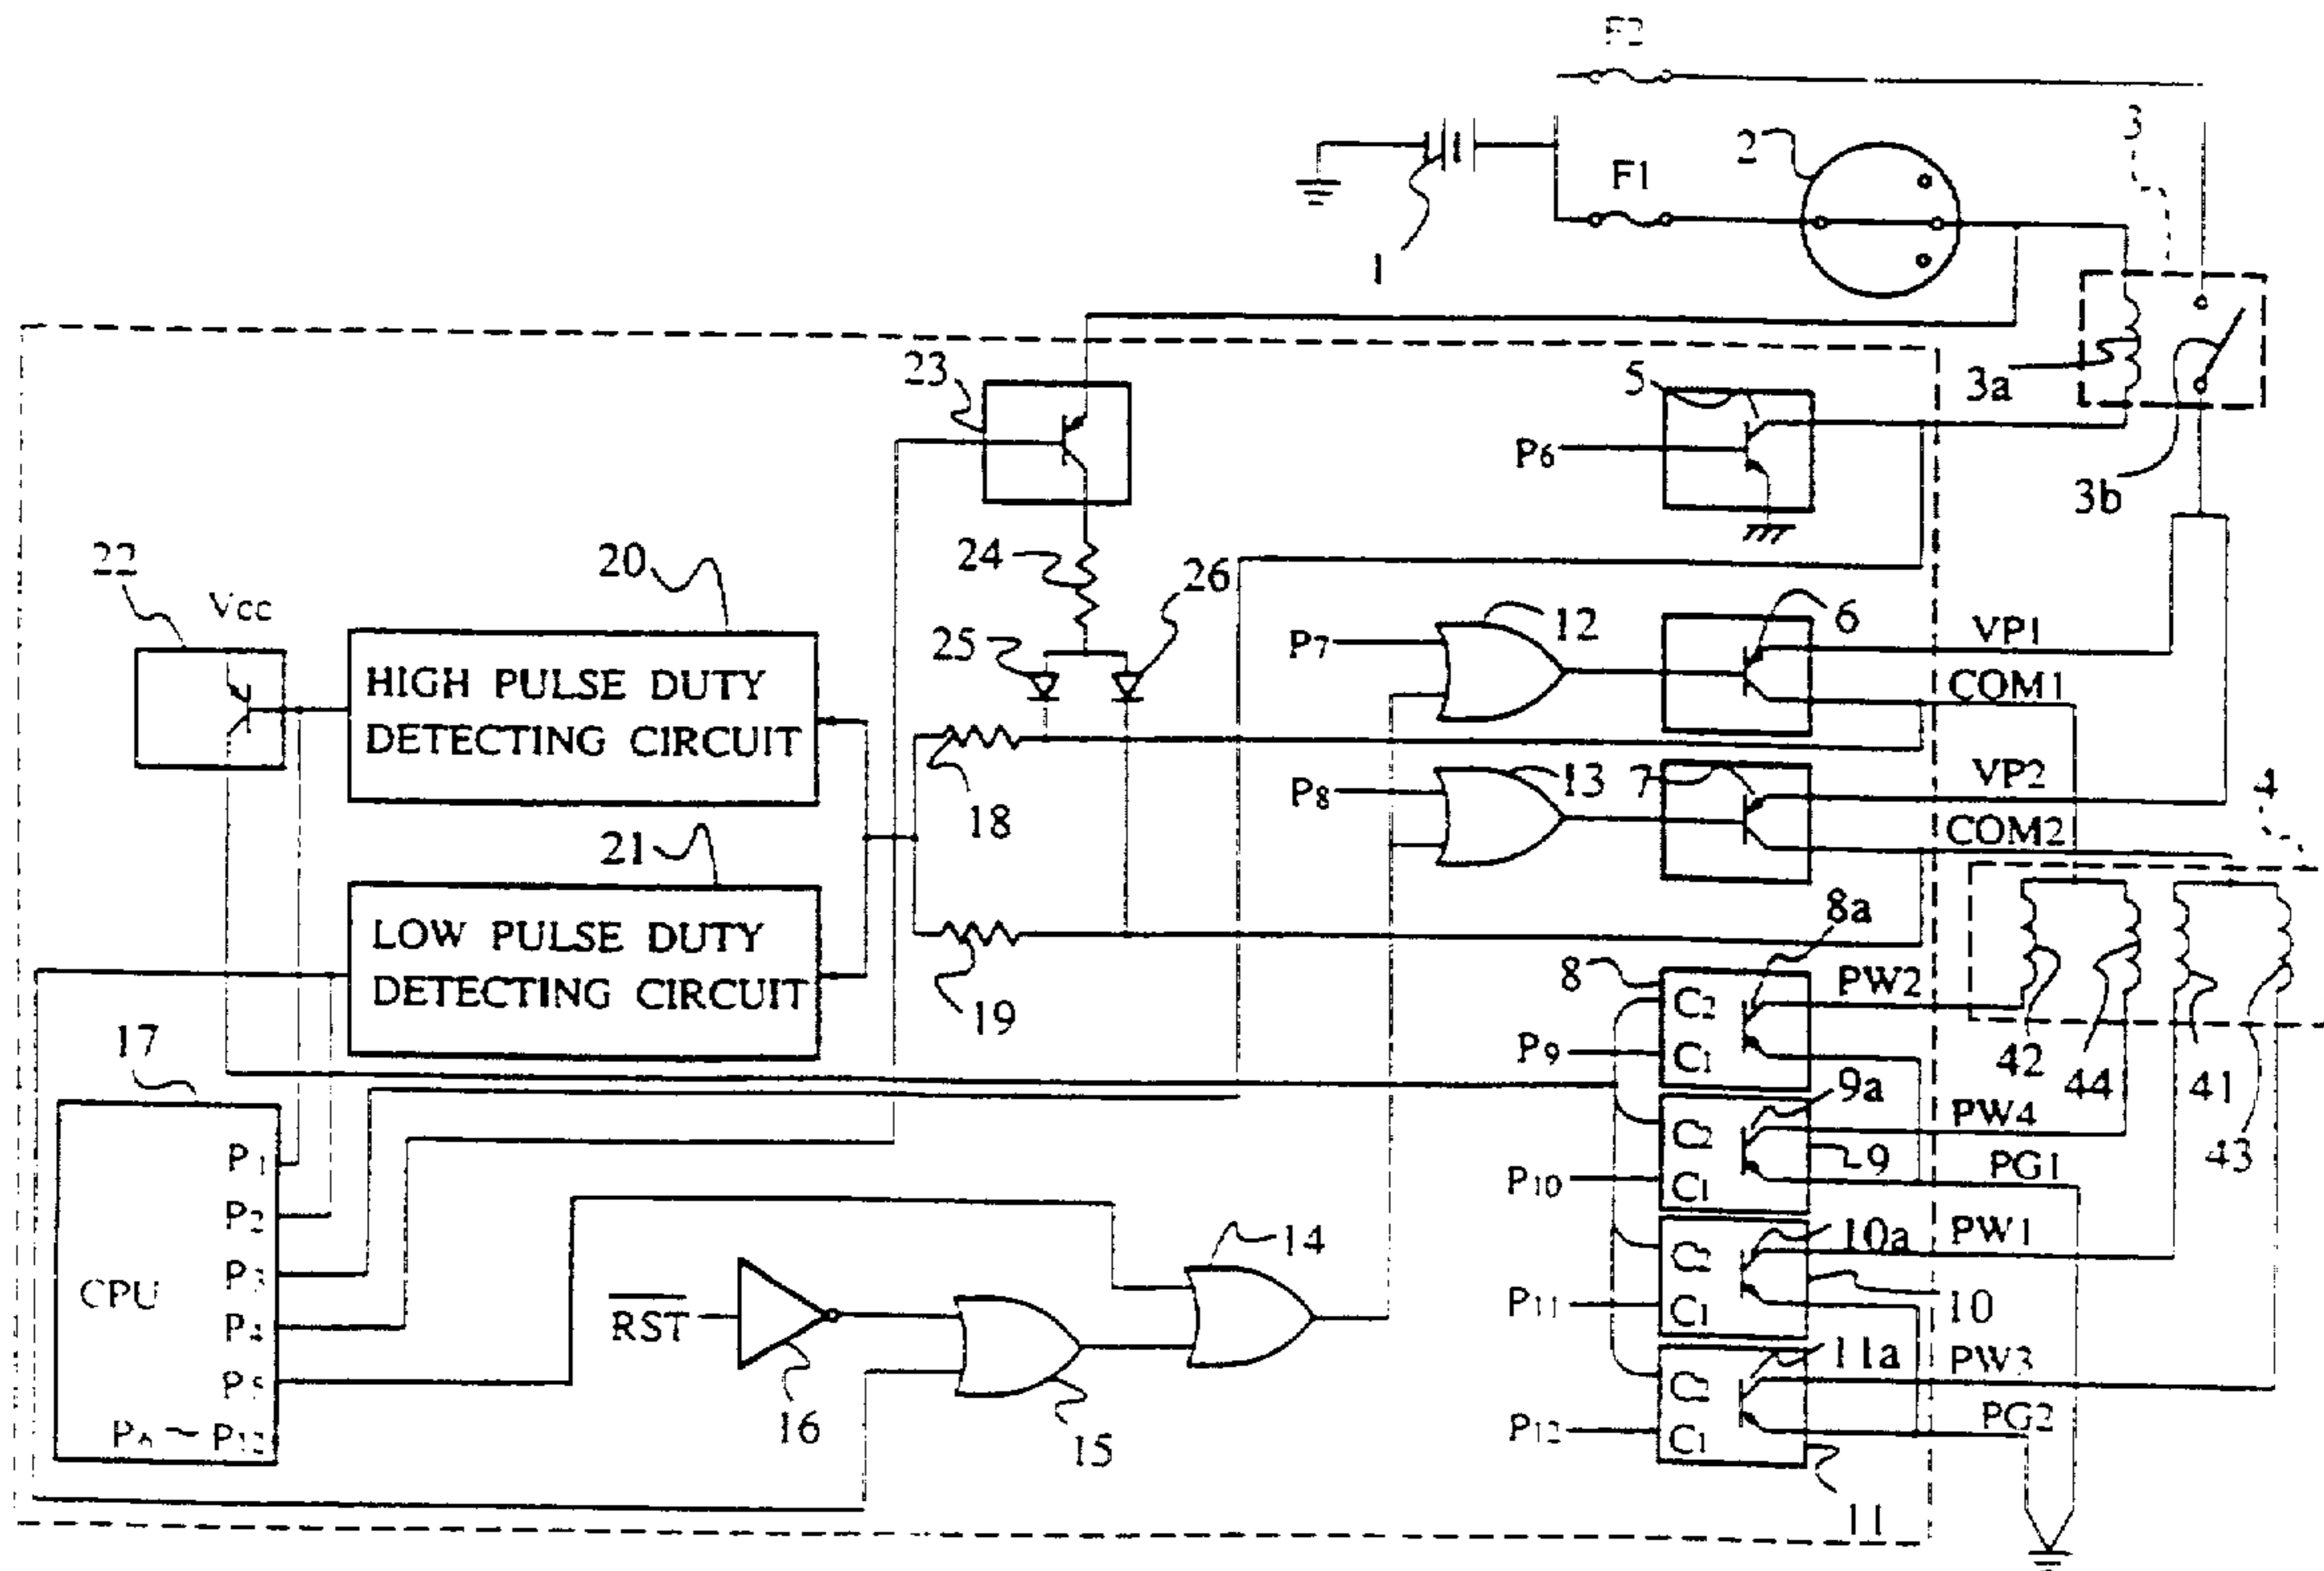 F2
3
2
F1
1
23
5
3a
P6
3b
22
Vcc
20
24
26
12
6
VP1
25
P7
COM1
HIGH PULSE DUTY
DETECTING CIRCUIT
18
P8
13
7
VP2
4
COM2
21
8a
LOW PULSE DUTY
DETECTING CIRCUIT
19
8
C2
PW2
P9
C1
42
44
41
43
17
9a
C2
PW4
9
P10
C1
PG1
P1
P2
P3
CPU
P4
P5
P6 ~ P12
14
RST
16
15
10a
C2
PW1
P11
C1
10
11a
C2
PW3
P12
C1
PG2
11